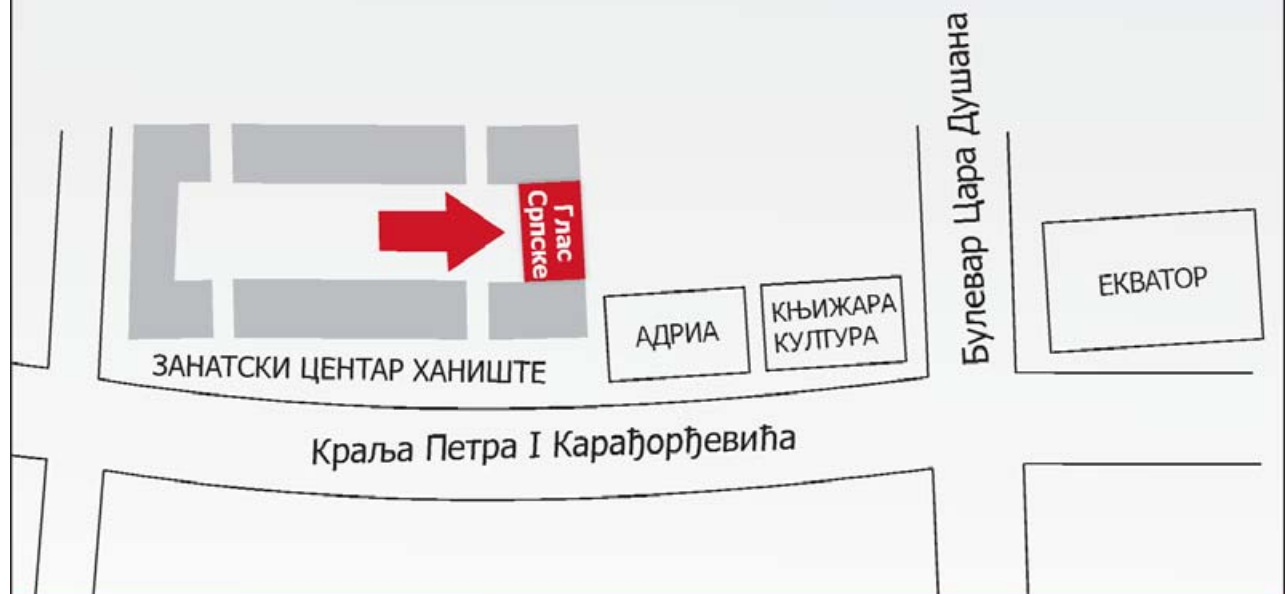 Булевар Цара Душана
Глас
Српске
ЕКВАТОР
КЊИЖАРА
КУЛТУРА
АДРИА
ЗАНАТСКИ ЦЕНТАР ХАНИШТЕ
Краља Петра I Карађорђевића